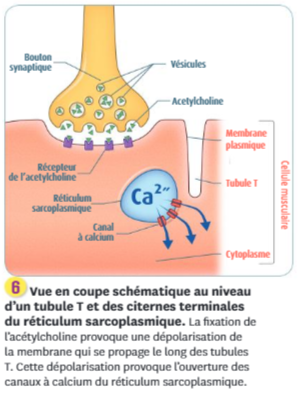 Bouton
synaptique
Vésicules
Acetylcholine
Membrane
plasmique
Récepteur
de l'acetylcholine
Tubule T
Cellule musculaire
Réticulum
sarcoplasmique
Ca²⁺
Canal
à calcium
Cytoplasme
6 Vue en coupe schématique au niveau
d'un tubule T et des citernes terminales
du réticulum sarcoplasmique. La fixation de
l'acétylcholine provoque une dépolarisation de
la membrane qui se propage le long des tubules
T. Cette dépolarisation provoque l'ouverture des
canaux à calcium du réticulum sarcoplasmique.